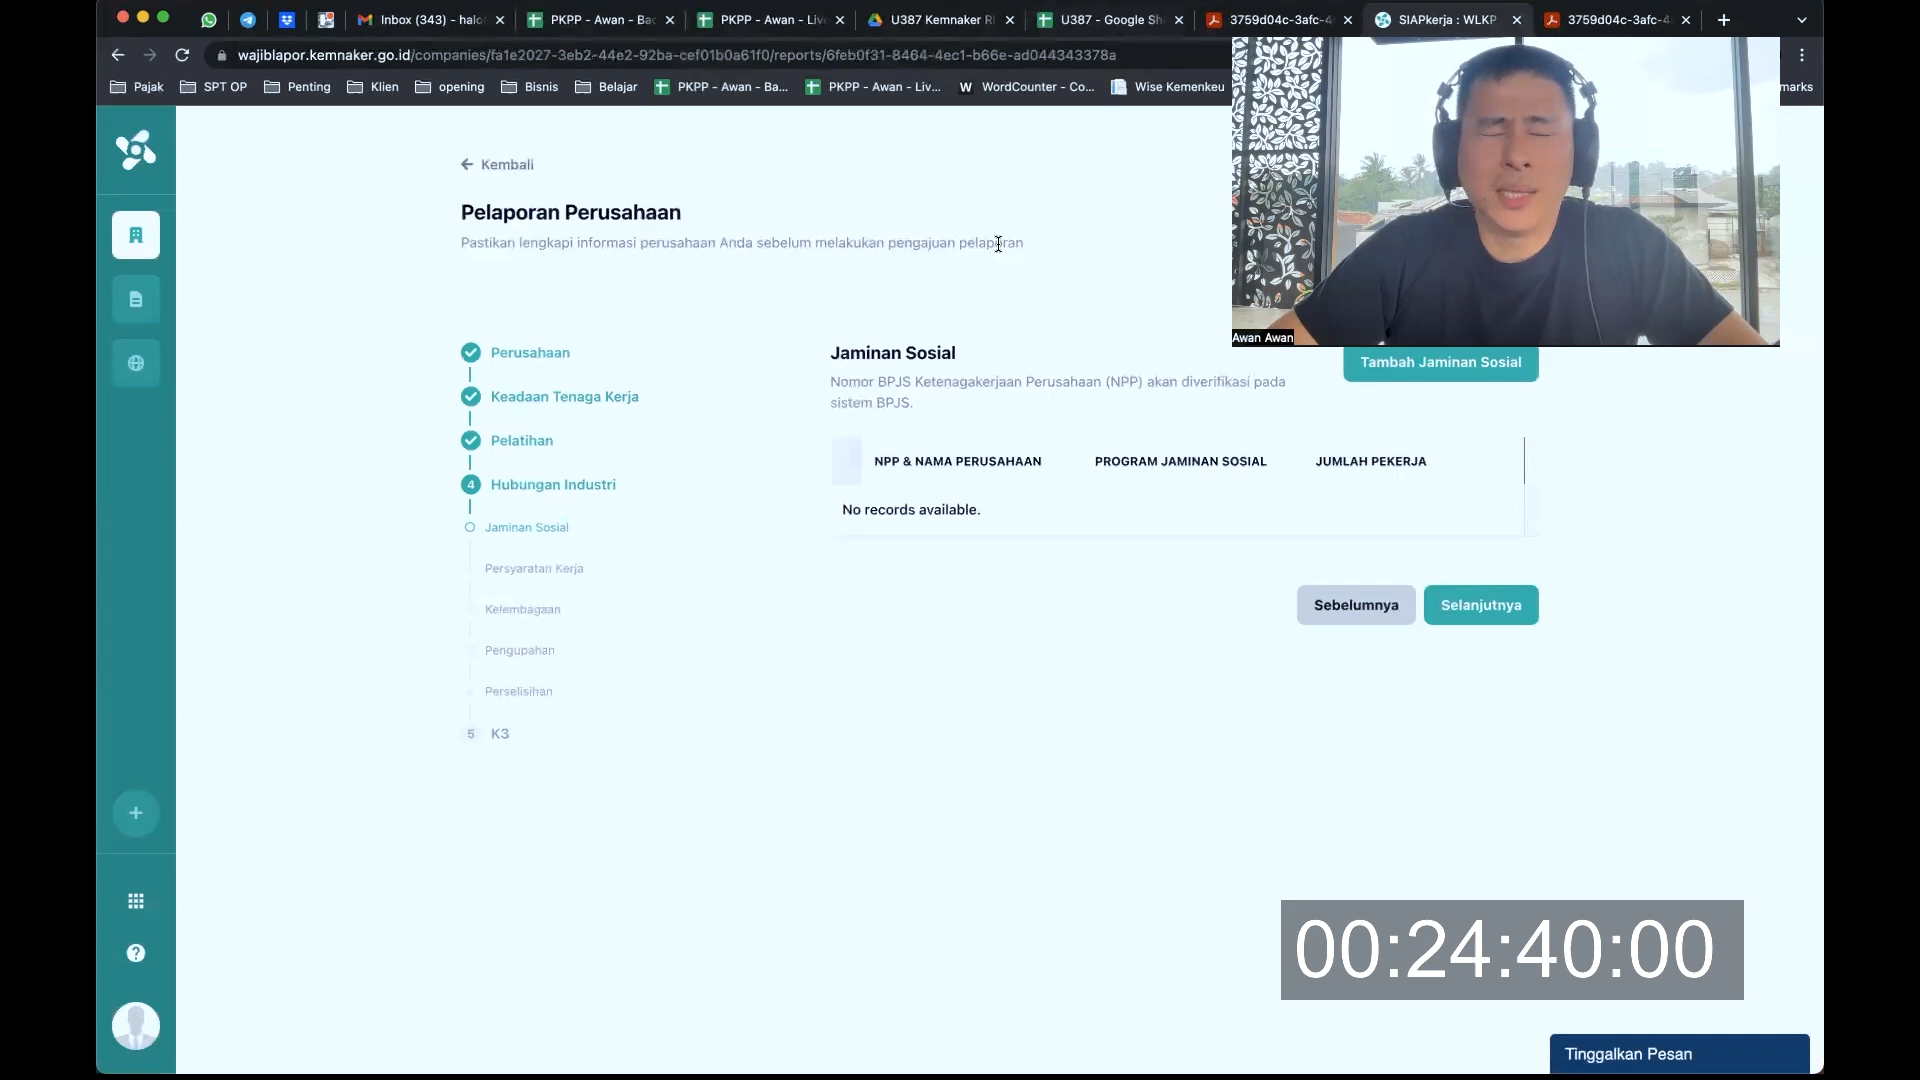 Inbox (343) - halo
PKPP - Awan - Bac
PKPP - Awan - Live
U387 Kemnaker RI
U387 - Google She
3759d04c-3afc-4
SIAPkerja : WLKP
3759d04c-3afc-4
wajiblapor.kemnaker.go.id/companies/fa1e2027-3eb2-44e2-92ba-cef01b0a61f0/reports/6feb0f31-8464-4ec1-b66e-ad044343378a
Pajak
SPT OP
Penting
Klien
opening
Bisnis
Belajar
PKPP - Awan - Ba...
PKPP - Awan - Liv...
WordCounter - Co...
Wise Kemenkeu
marks
Kembali
Pelaporan Perusahaan
Pastikan lengkapi informasi perusahaan Anda sebelum melakukan pengajuan pelaporan
Awan Awan
Perusahaan
Keadaan Tenaga Kerja
Pelatihan
4 Hubungan Industri
Jaminan Sosial
Persyaratan Kerja
Kelembagaan
Pengupahan
Perselisihan
5 K3
Jaminan Sosial
Tambah Jaminan Sosial
Nomor BPJS Ketenagakerjaan Perusahaan (NPP) akan diverifikasi pada
sistem BPJS.
NPP & NAMA PERUSAHAAN PROGRAM JAMINAN SOSIAL JUMLAH PEKERJA
No records available.
Sebelumnya
Selanjutnya
00:24:40:00
Tinggalkan Pesan